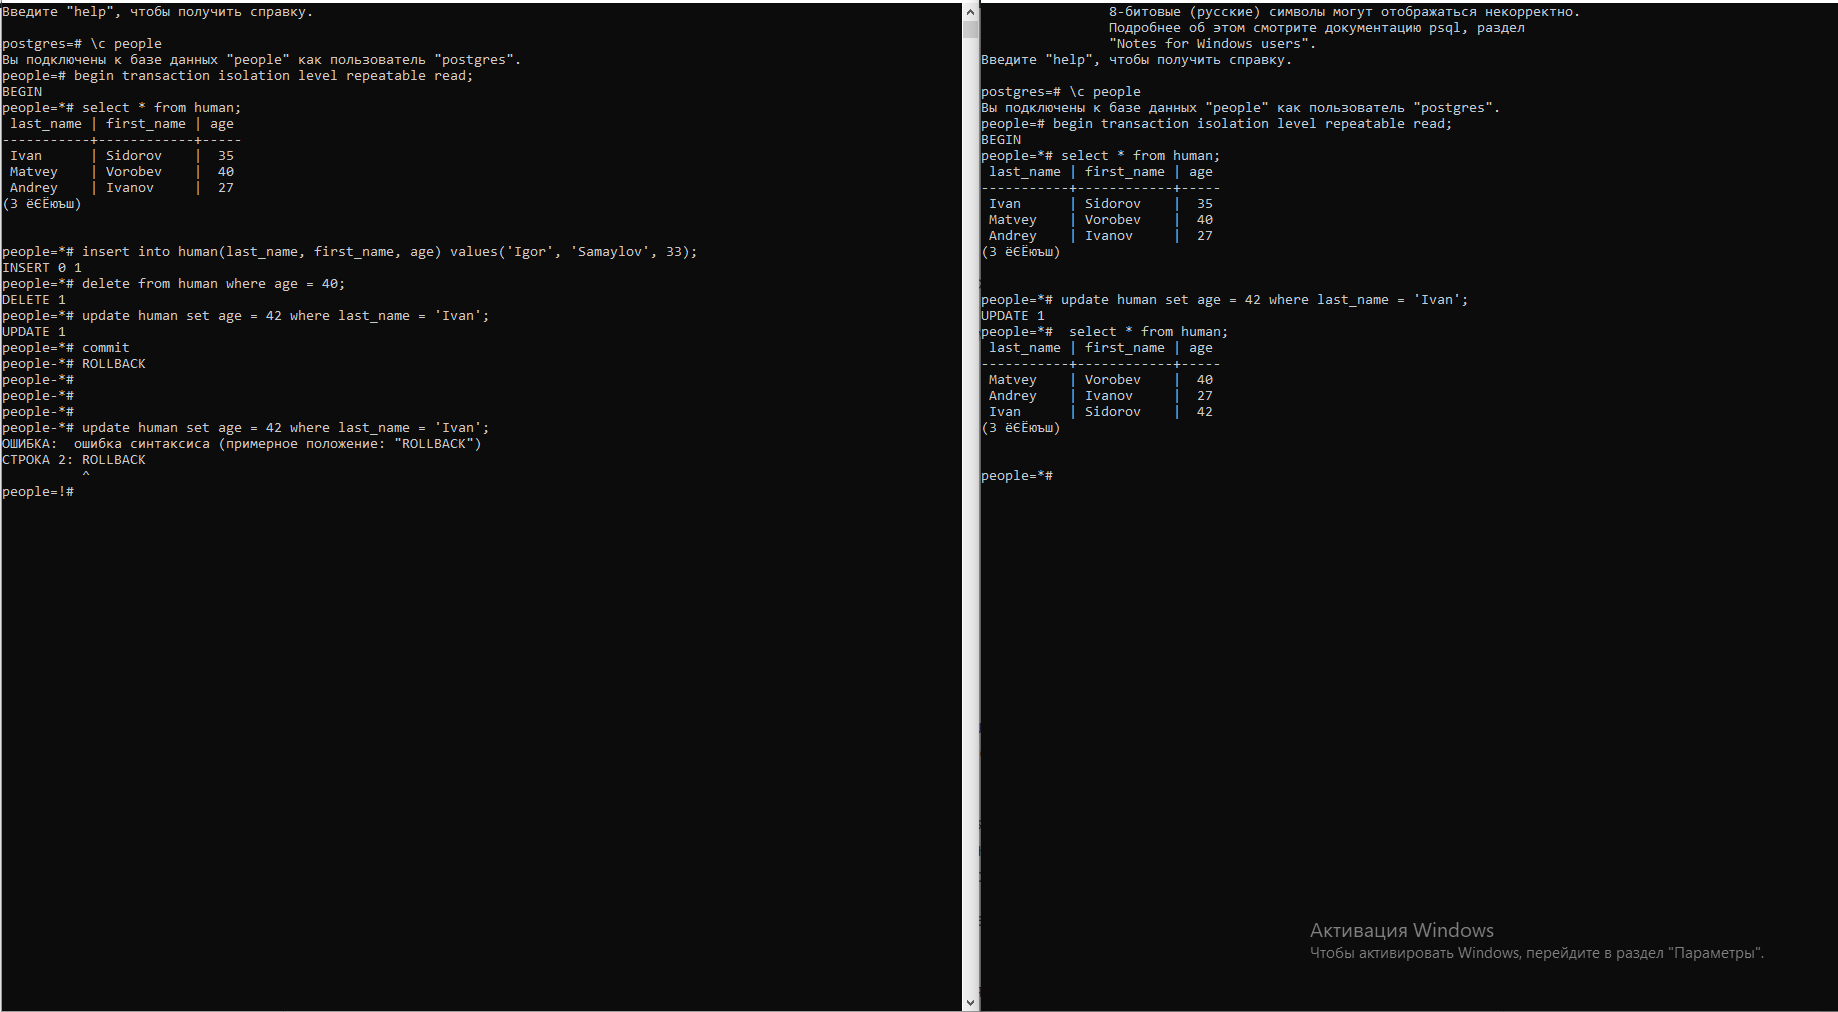 Введите "help", чтобы получить справку.
postgres=# \c people
Вы подключены к базе данных "people" как пользователь "postgres".
people=# begin transaction isolation level repeatable read;
BEGIN
people=*# select * from human;
 last_name | first_name | age
-----------+------------+-----
 Ivan      | Sidorov    |  35
 Matvey    | Vorobev    |  40
 Andrey    | Ivanov     |  27
(3 ёЄЁюъш)
people=*# insert into human(last_name, first_name, age) values('Igor', 'Samaylov', 33);
INSERT 0 1
people=*# delete from human where age = 40;
DELETE 1
people=*# update human set age = 42 where last_name = 'Ivan';
UPDATE 1
people=*# commit
people-*# ROLLBACK
people-*#
people-*#
people-*#
people-*# update human set age = 42 where last_name = 'Ivan';
ОШИБКА:  ошибка синтаксиса (примерное положение: "ROLLBACK")
СТРОКА 2: ROLLBACK
          ^
people=!#
8-битовые (русские) символы могут отображаться некорректно.
Подробнее об этом смотрите документацию psql, раздел
"Notes for Windows users".
Введите "help", чтобы получить справку.
postgres=# \c people
Вы подключены к базе данных "people" как пользователь "postgres".
people=# begin transaction isolation level repeatable read;
BEGIN
people=*# select * from human;
 last_name | first_name | age
-----------+------------+-----
 Ivan      | Sidorov    |  35
 Matvey    | Vorobev    |  40
 Andrey    | Ivanov     |  27
(3 ёЄЁюъш)
people=*# update human set age = 42 where last_name = 'Ivan';
UPDATE 1
people=*#  select * from human;
 last_name | first_name | age
-----------+------------+-----
 Matvey    | Vorobev    |  40
 Andrey    | Ivanov     |  27
 Ivan      | Sidorov    |  42
(3 ёЄЁюъш)
people=*#
Активация Windows
Чтобы активировать Windows, перейдите в раздел "Параметры".